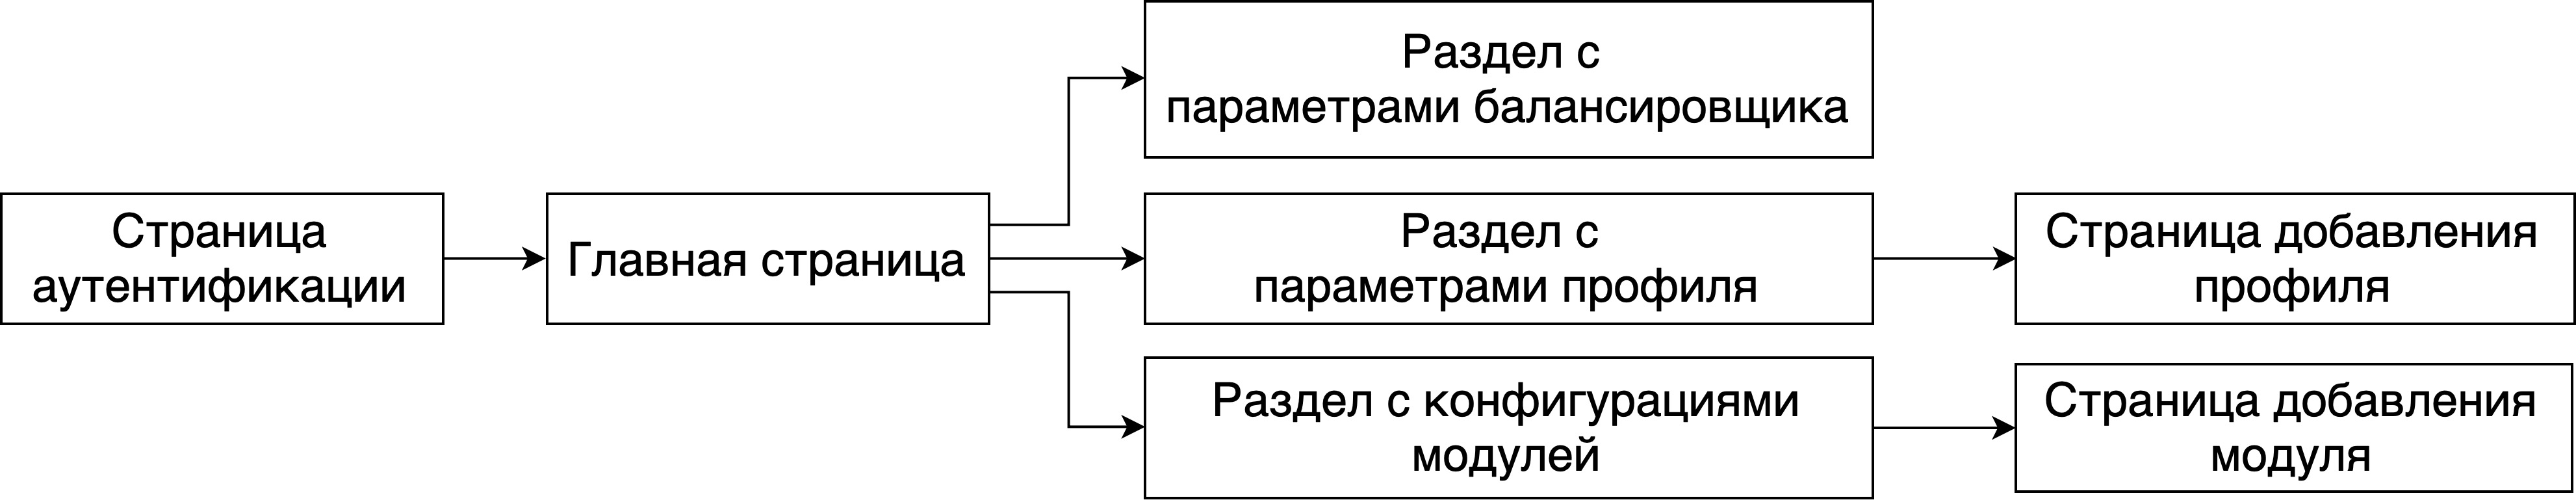 Страница
аутентификации
Главная страница
Раздел с
параметрами балансировщика
Раздел с
параметрами профиля
Раздел с конфигурациями
модулей
Страница добавления
профиля
Страница добавления
модуля